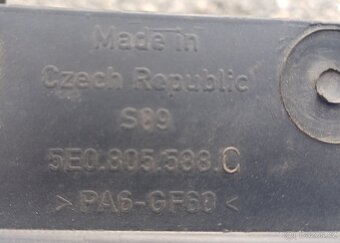 Made in
Czech Republic
S09
5E0.805.588 C
>PA6-GF60<